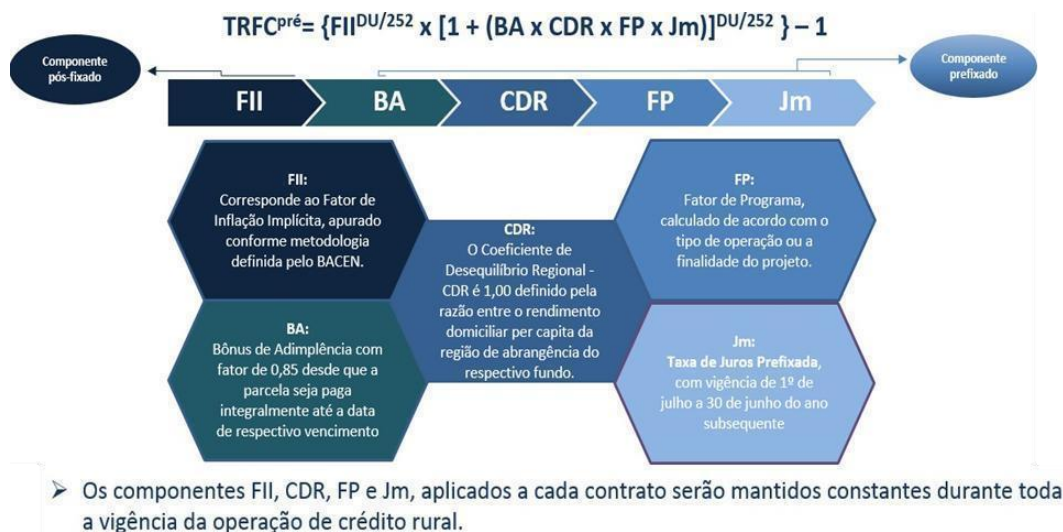 TRFCpré= {FIIDU/252 x [1 + (BA x CDR x FP x Jm)]DU/252 } – 1
Componente
pós-fixado
Componente
prefixado
FII
BA
CDR
FP
Jm
FII:
Corresponde ao Fator de
Inflação Implícita, apurado
conforme metodologia
definida pelo BACEN.
BA:
Bônus de Adimplência com
fator de 0,85 desde que a
parcela seja paga
integralmente até a data
de respectivo vencimento
CDR:
O Coeficiente de
Desequilíbrio Regional -
CDR é 1,00 definido pela
razão entre o rendimento
domiciliar per capita da
região de abrangência do
respectivo fundo.
FP:
Fator de Programa,
calculado de acordo com o
tipo de operação ou a
finalidade do projeto.
Jm:
Taxa de Juros Prefixada,
com vigência de 1º de
julho a 30 de junho do ano
subsequente
➢ Os componentes FII, CDR, FP e Jm, aplicados a cada contrato serão mantidos constantes durante toda
a vigência da operação de crédito rural.